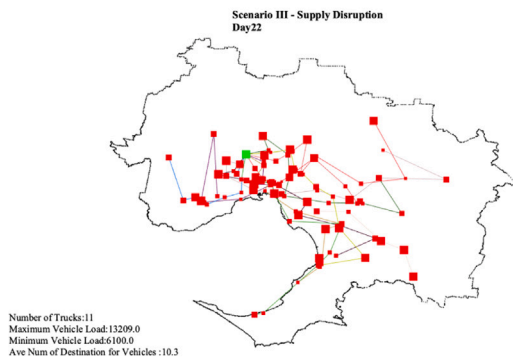 Scenario III - Supply Disruption
Day22
Number of Trucks:11
Maximum Vehicle Load:13209.0
Minimum Vehicle Load:6100.0
Ave Num of Destination for Vehicles :10.3